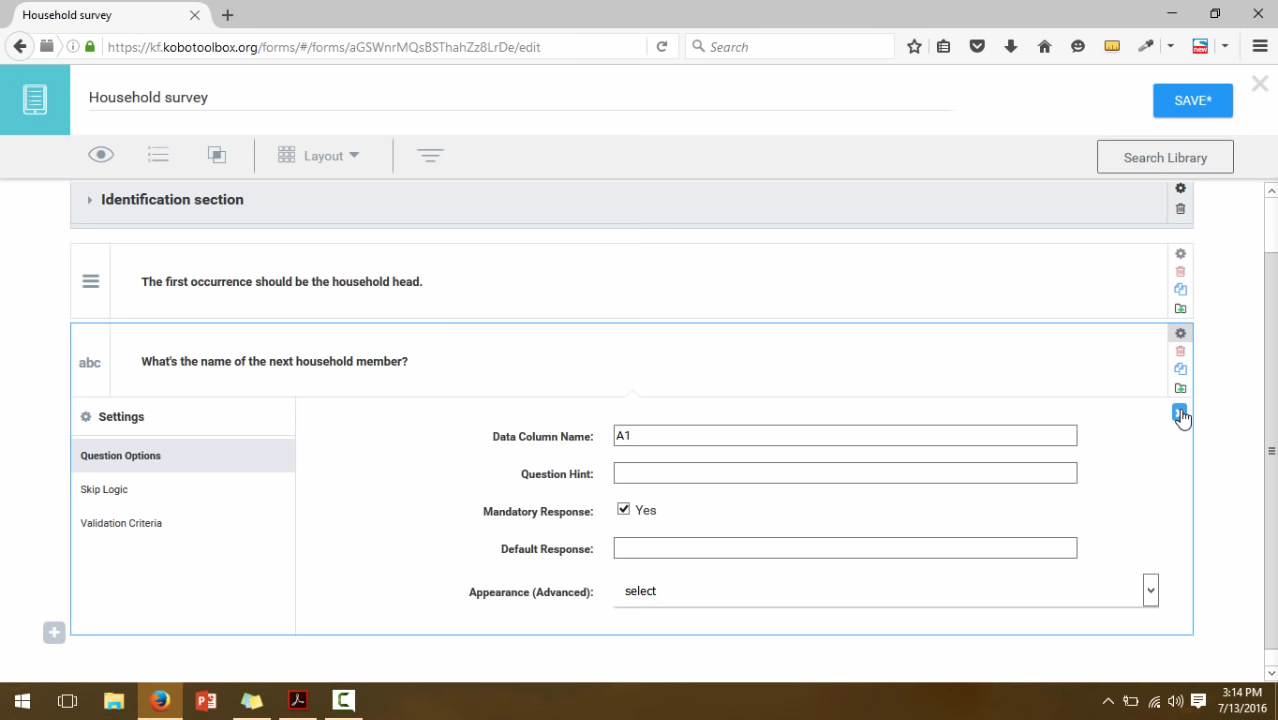 Household survey
https://kf.kobotoolbox.org/forms/#/forms/aGSWnrMQsBSThahZz8LrDe/edit
Search
new
Household survey
SAVE*
Layout
Search Library
Identification section
The first occurrence should be the household head.
abc
What's the name of the next household member?
Settings
Question Options
Skip Logic
Validation Criteria
Data Column Name:
A1
Question Hint:
Mandatory Response:
Yes
Default Response:
Appearance (Advanced):
select
3:14 PM
7/13/2016